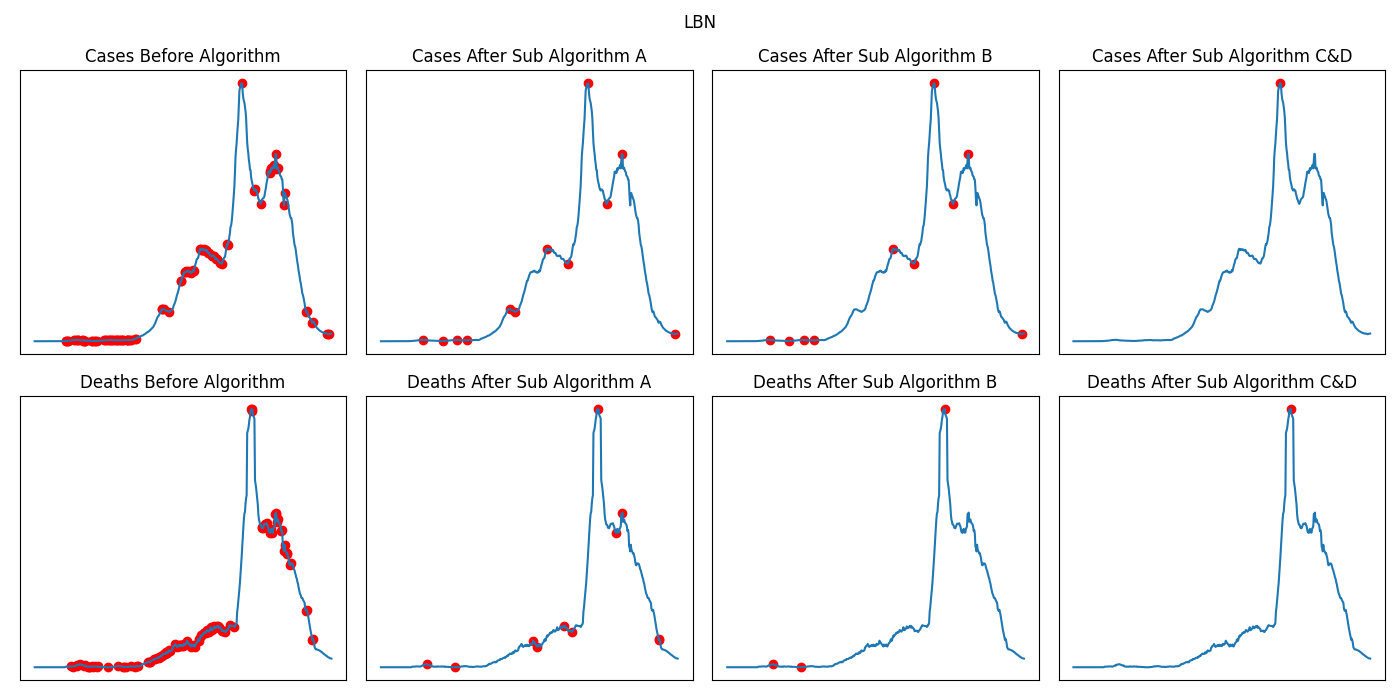 LBN
Cases Before Algorithm
Cases After Sub Algorithm A
Cases After Sub Algorithm B
Cases After Sub Algorithm C&D
Deaths Before Algorithm
Deaths After Sub Algorithm A
Deaths After Sub Algorithm B
Deaths After Sub Algorithm C&D